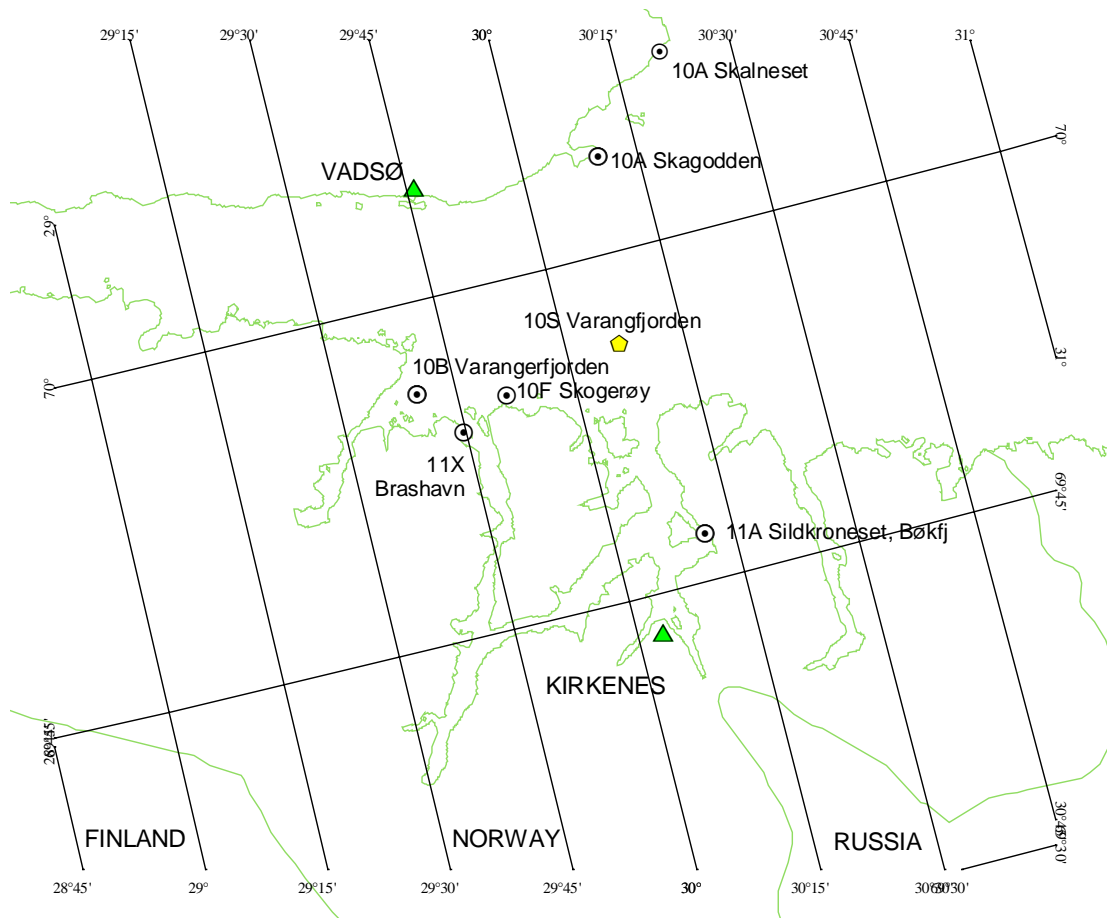 29°15'
29°30'
29°45'
30°
30°15'
30°30'
30°45'
31°
10A Skalneset
70°
10A Skagodden
VADSØ
29°
10S Varangfjorden
31°
10B Varangerfjorden
70°
10F Skogerøy
11X
Brashavn
69°45'
11A Sildkroneset, Bøkfj
KIRKENES
30°45'
FINLAND
NORWAY
RUSSIA
28°45'
29°
29°15'
29°30'
29°45'
30°
30°15'